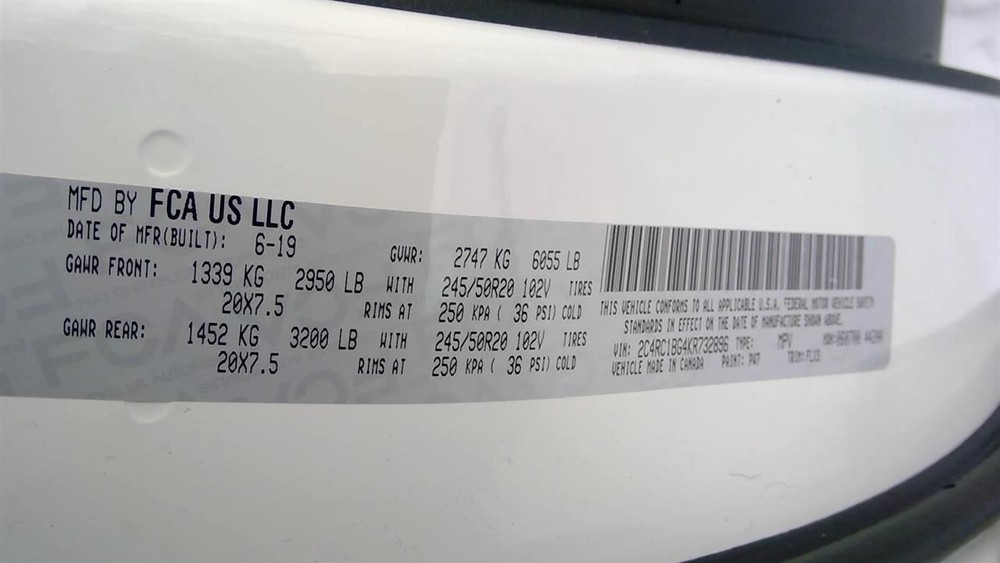 MFD BY FCA US LLC
DATE OF MFR(BUILT): 6-19 GVWR: 2747 KG 6055 LB
GAWR FRONT: 1339 KG 2950 LB WITH 245/50R20 102V TIRES
20X7.5 RIMS AT 250 KPA ( 36 PSI) COLD
GAWR REAR: 1452 KG 3200 LB WITH 245/50R20 102V TIRES
20X7.5 RIMS AT 250 KPA ( 36 PSI) COLD
THIS VEHICLE CONFORMS TO ALL APPLICABLE U.S.A. FEDERAL MOTOR VEHICLE SAFETY
STANDARDS IN EFFECT ON THE DATE OF MANUFACTURE SHOWN ABOVE.
VIN: 2C4RC1BG4KR732896 TYPE: MPV MDH:
VEHICLE MADE IN CANADA PAINT: PW7 TRIM: